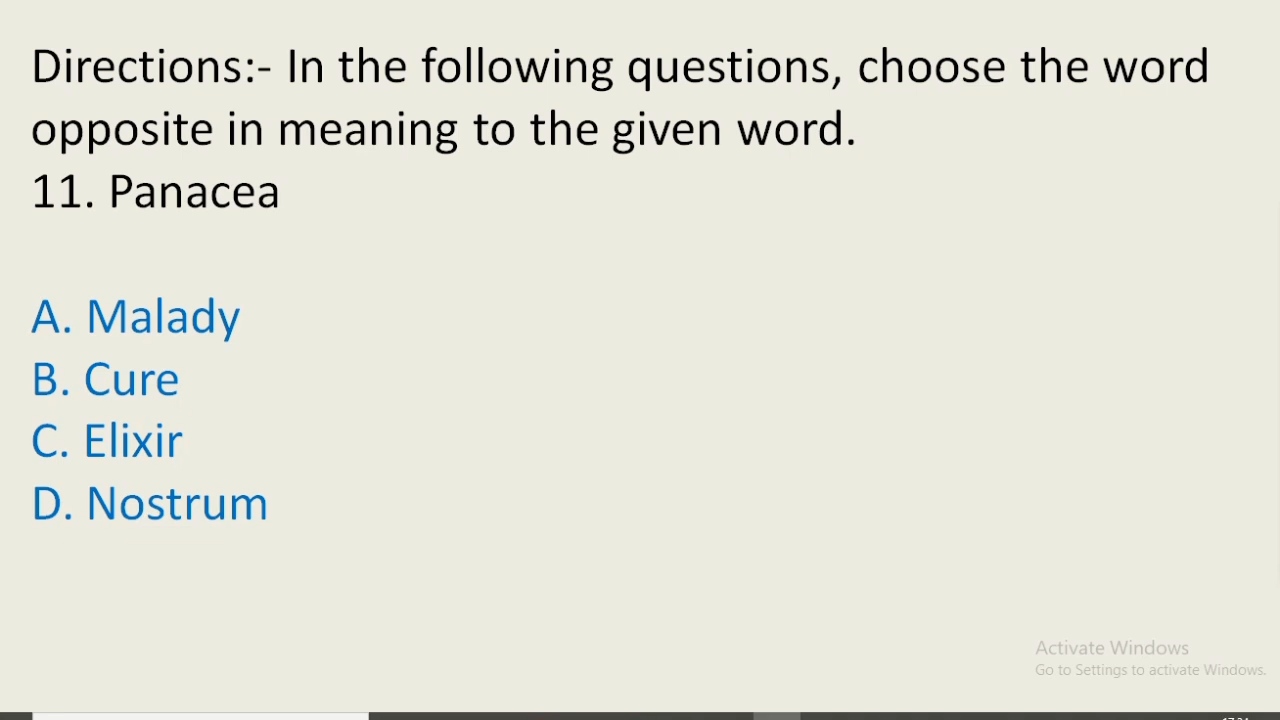 Directions:- In the following questions, choose the word
opposite in meaning to the given word.
11. Panacea
A. Malady
B. Cure
C. Elixir
D. Nostrum
Activate Windows
Go to Settings to activate Windows.